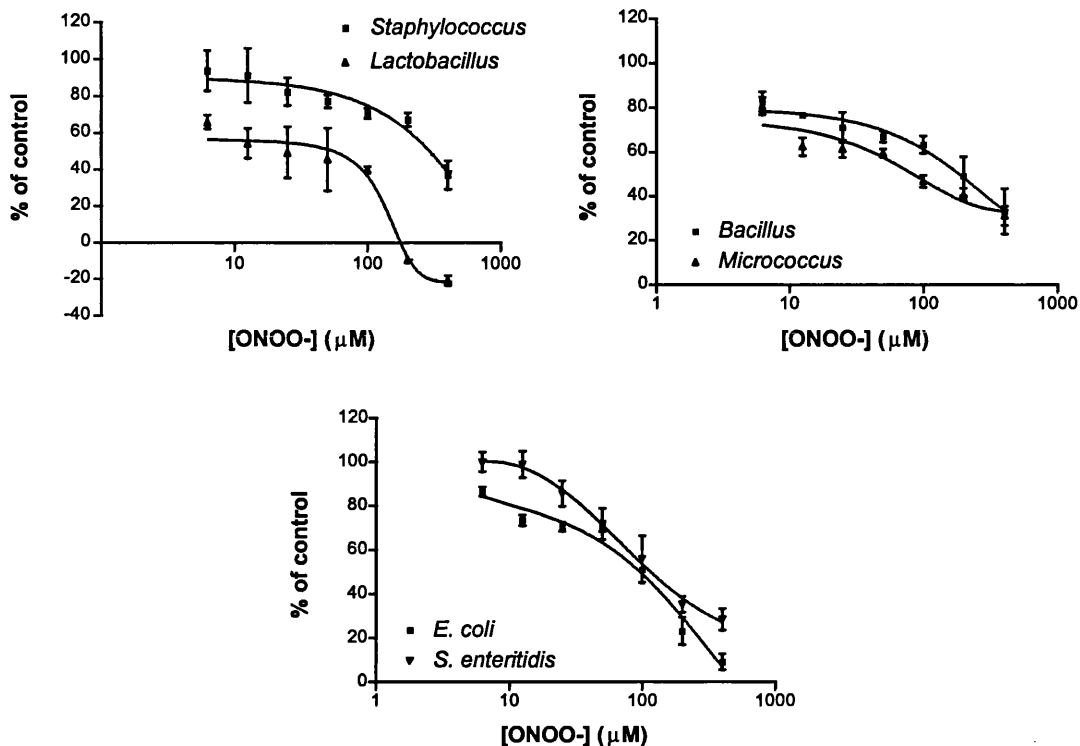 Staphylococcus
Lactobacillus
% of control
120
100
80
60
40
20
0
-20
-40
10
100
1000
[ONOO-] (μM)
% of control
120
100
80
60
40
20
0
Bacillus
Micrococcus
1
10
100
1000
[ONOO-] (μM)
% of control
120
100
80
60
40
20
0
E. coli
S. enteritidis
1
10
100
1000
[ONOO-] (μM)